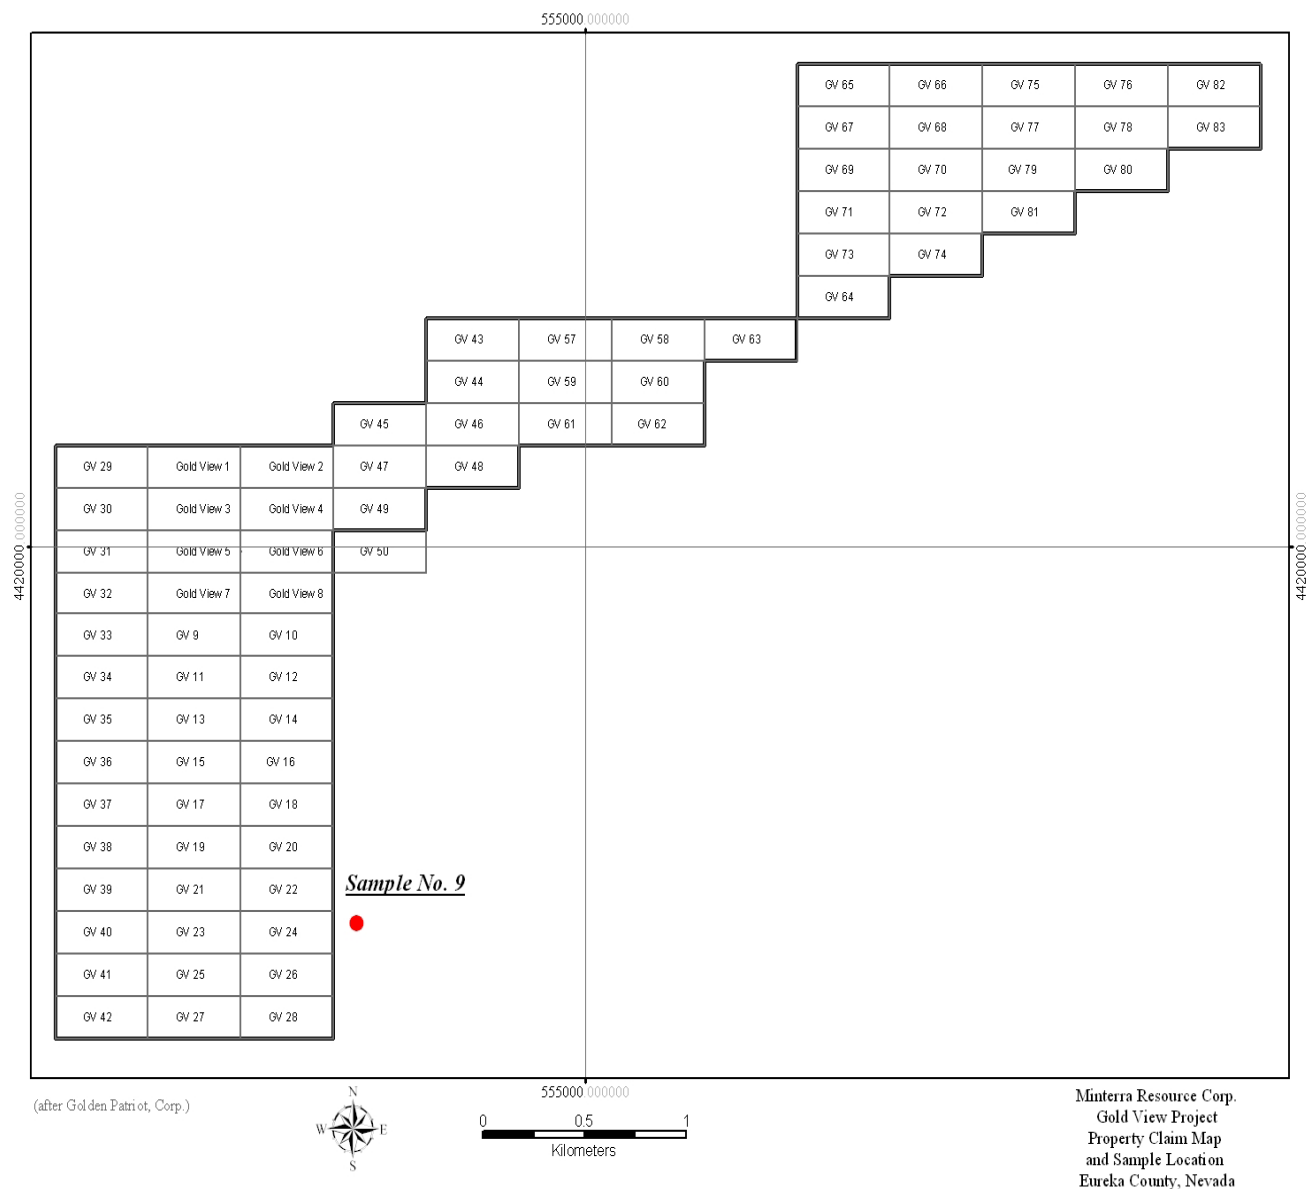 555000.000000
GV 65 GV 66 GV 75 GV 76 GV 82
GV 67 GV 68 GV 77 GV 78 GV 83
GV 69 GV 70 GV 79 GV 80
GV 71 GV 72 GV 81
GV 73 GV 74
GV 64
GV 43 GV 57 GV 58 GV 63
GV 44 GV 59 GV 60
GV 45 GV 46 GV 61 GV 62
GV 29 Gold View 1 Gold View 2 GV 47 GV 48
GV 30 Gold View 3 Gold View 4 GV 49
4420000.000000
GV 31 Gold View 5 Gold View 6 GV 50
4420000.000000
GV 32 Gold View 7 Gold View 8
GV 33 GV 9 GV 10
GV 34 GV 11 GV 12
GV 35 GV 13 GV 14
GV 36 GV 15 GV 16
GV 37 GV 17 GV 18
GV 38 GV 19 GV 20
GV 39 GV 21 GV 22
Sample No. 9
GV 40 GV 23 GV 24
GV 41 GV 25 GV 26
GV 42 GV 27 GV 28
555000.000000
(after Golden Patriot, Corp.)
N
W E
S
0 0.5 1
Kilometers
Minterra Resource Corp.
Gold View Project
Property Claim Map
and Sample Location
Eureka County, Nevada